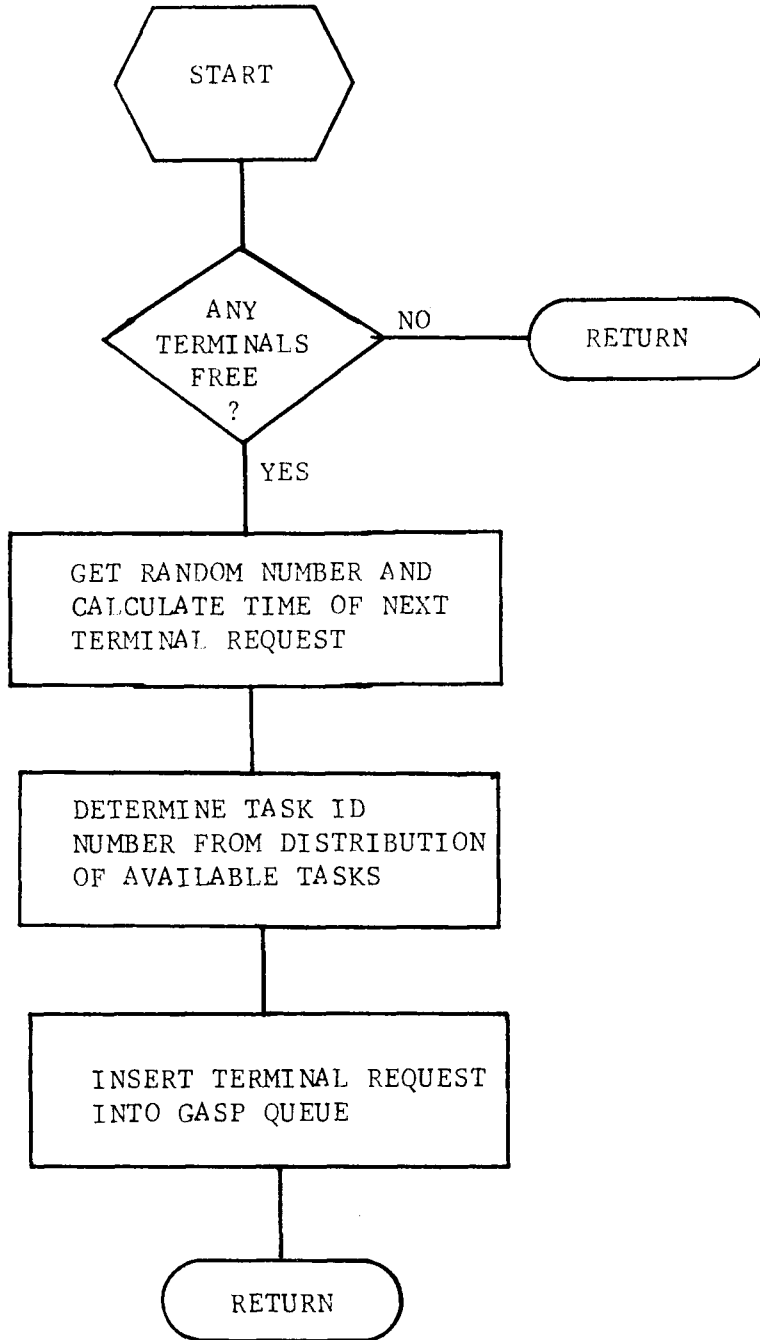 START
ANY
TERMINALS
FREE
?
NO
RETURN
YES
GET RANDOM NUMBER AND
CALCULATE TIME OF NEXT
TERMINAL REQUEST
DETERMINE TASK ID
NUMBER FROM DISTRIBUTION
OF AVAILABLE TASKS
INSERT TERMINAL REQUEST
INTO GASP QUEUE
RETURN